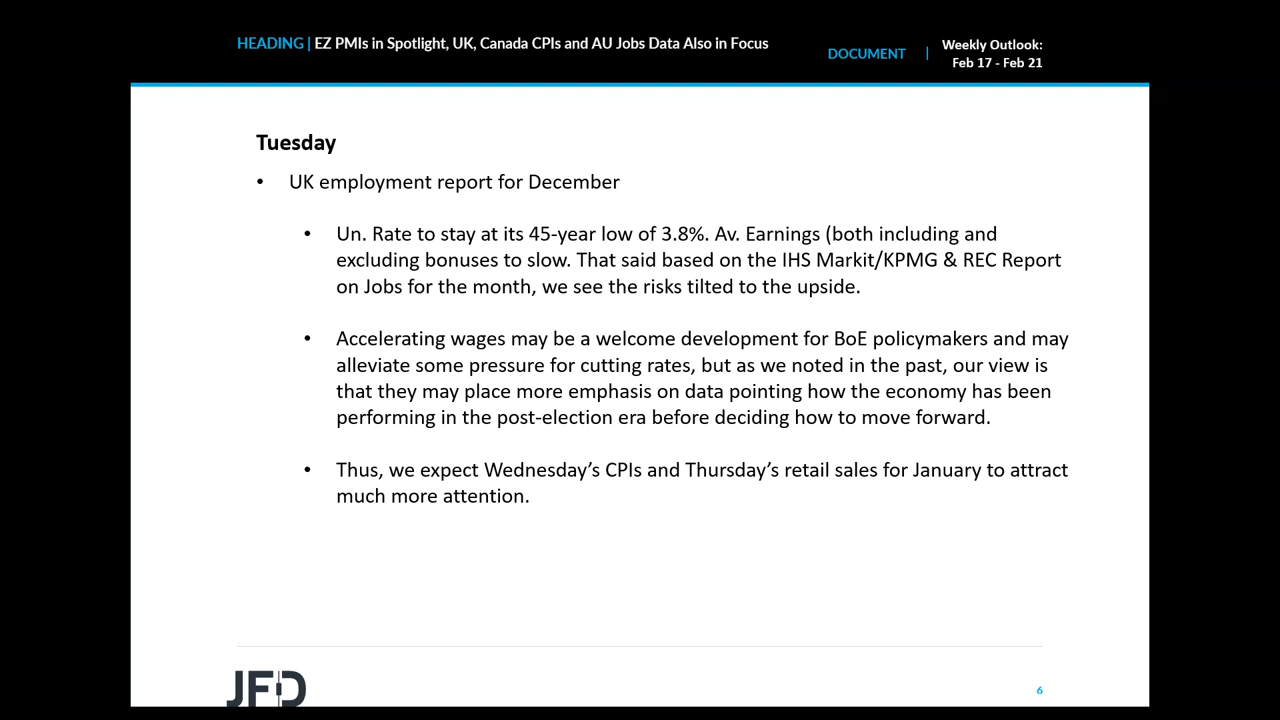 HEADING | EZ PMIs in Spotlight, UK, Canada CPIs and AU Jobs Data Also in Focus
DOCUMENT | Weekly Outlook:
Feb 17 - Feb 21
Tuesday
• UK employment report for December
• Un. Rate to stay at its 45-year low of 3.8%. Av. Earnings (both including and
excluding bonuses to slow. That said based on the IHS Markit/KPMG & REC Report
on Jobs for the month, we see the risks tilted to the upside.
• Accelerating wages may be a welcome development for BoE policymakers and may
alleviate some pressure for cutting rates, but as we noted in the past, our view is
that they may place more emphasis on data pointing how the economy has been
performing in the post-election era before deciding how to move forward.
• Thus, we expect Wednesday’s CPIs and Thursday’s retail sales for January to attract
much more attention.
JFD
6